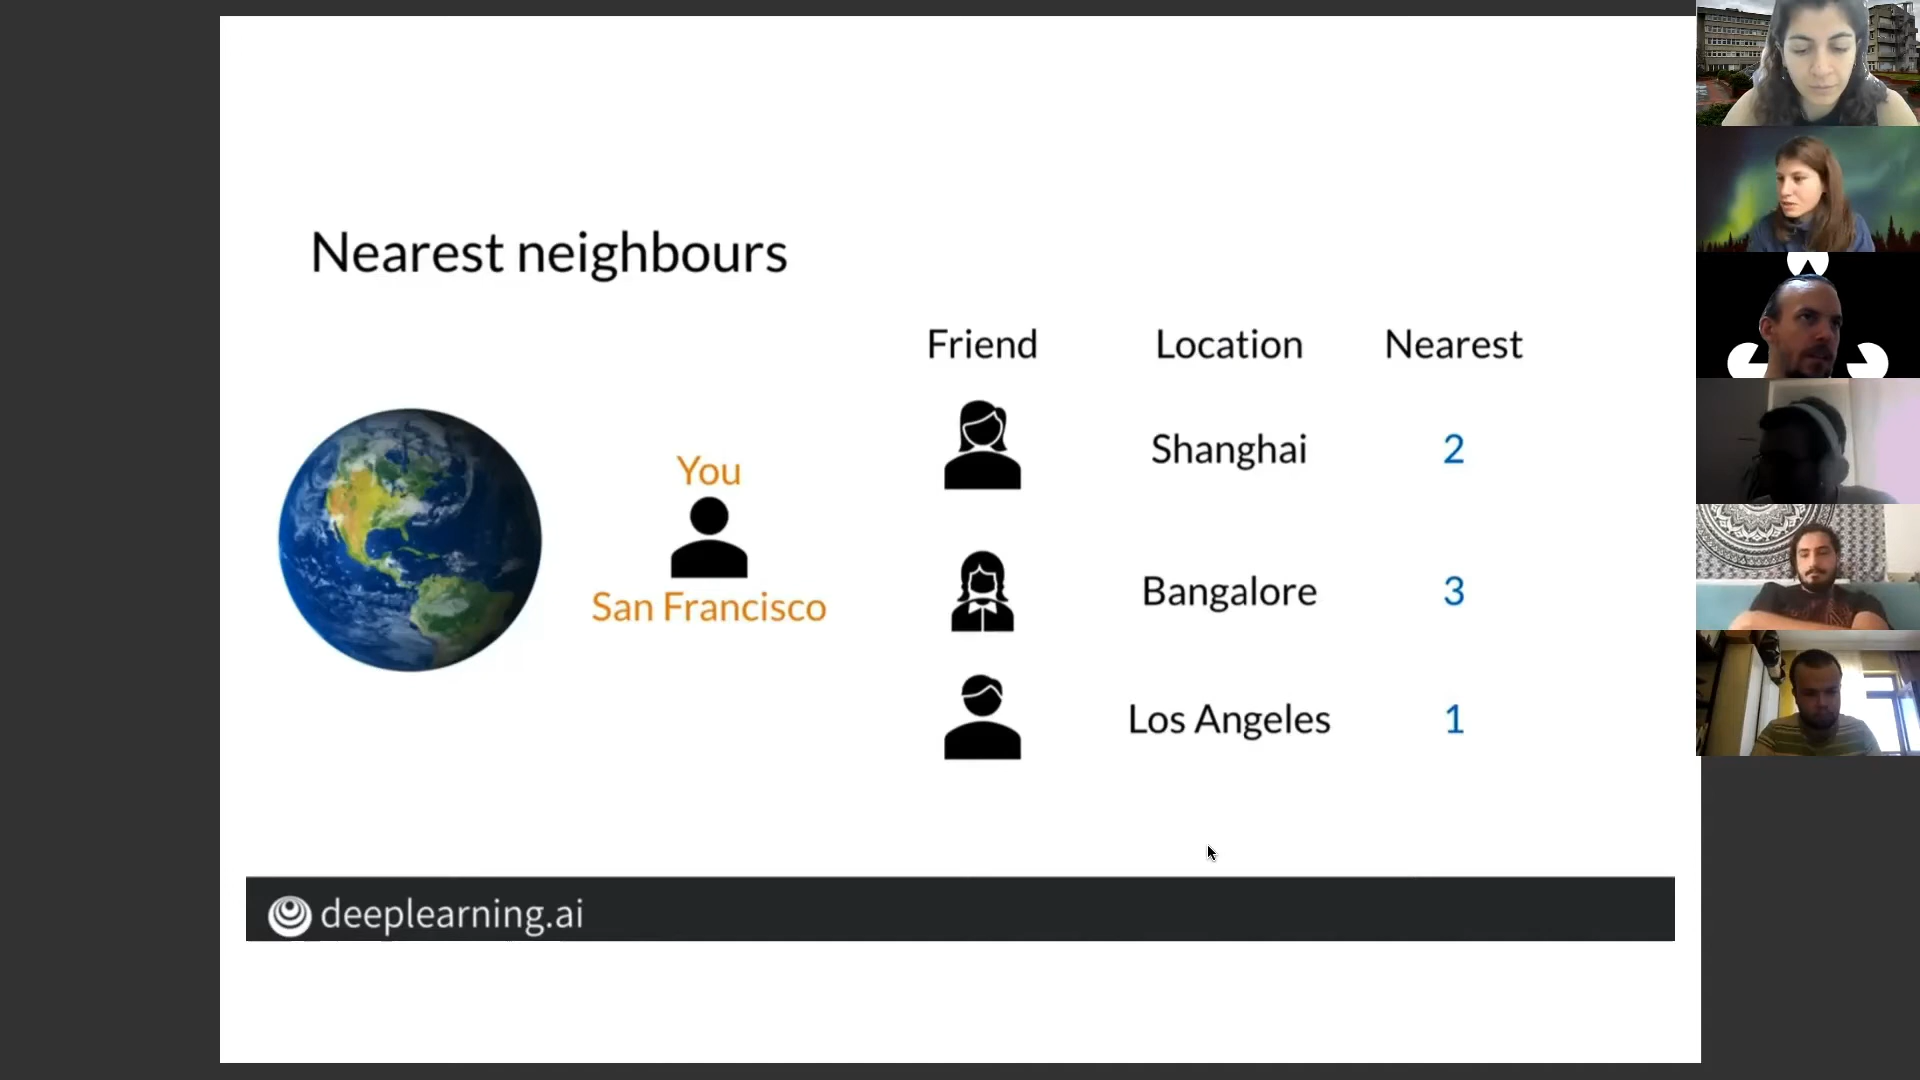 Nearest neighbours
Friend Location Nearest
You
San Francisco
Shanghai 2
Bangalore 3
Los Angeles 1
deeplearning.ai